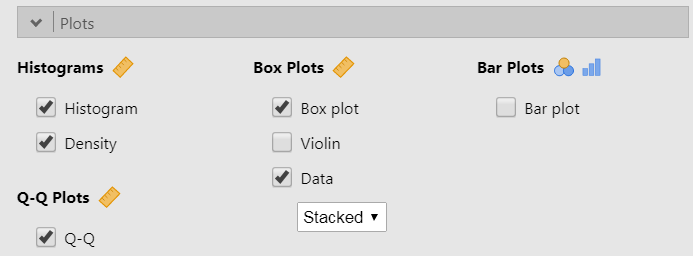 Plots
Histograms Box Plots Bar Plots
Histogram Box plot Bar plot
Density Violin
Data
Q-Q Plots
Stacked
Q-Q